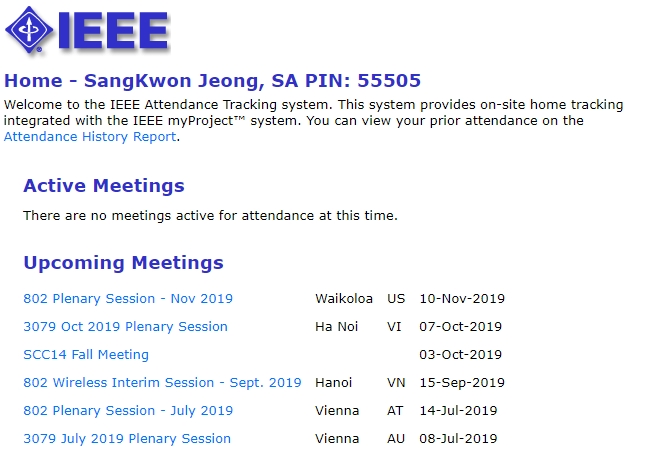 IEEE
Home - SangKwon Jeong, SA PIN: 55505
Welcome to the IEEE Attendance Tracking system. This system provides on-site home tracking
integrated with the IEEE myProject™ system. You can view your prior attendance on the
Attendance History Report.
Active Meetings
There are no meetings active for attendance at this time.
Upcoming Meetings
802 Plenary Session - Nov 2019 Waikoloa US 10-Nov-2019
3079 Oct 2019 Plenary Session Ha Noi VI 07-Oct-2019
SCC14 Fall Meeting 03-Oct-2019
802 Wireless Interim Session - Sept. 2019 Hanoi VN 15-Sep-2019
802 Plenary Session - July 2019 Vienna AT 14-Jul-2019
3079 July 2019 Plenary Session Vienna AU 08-Jul-2019